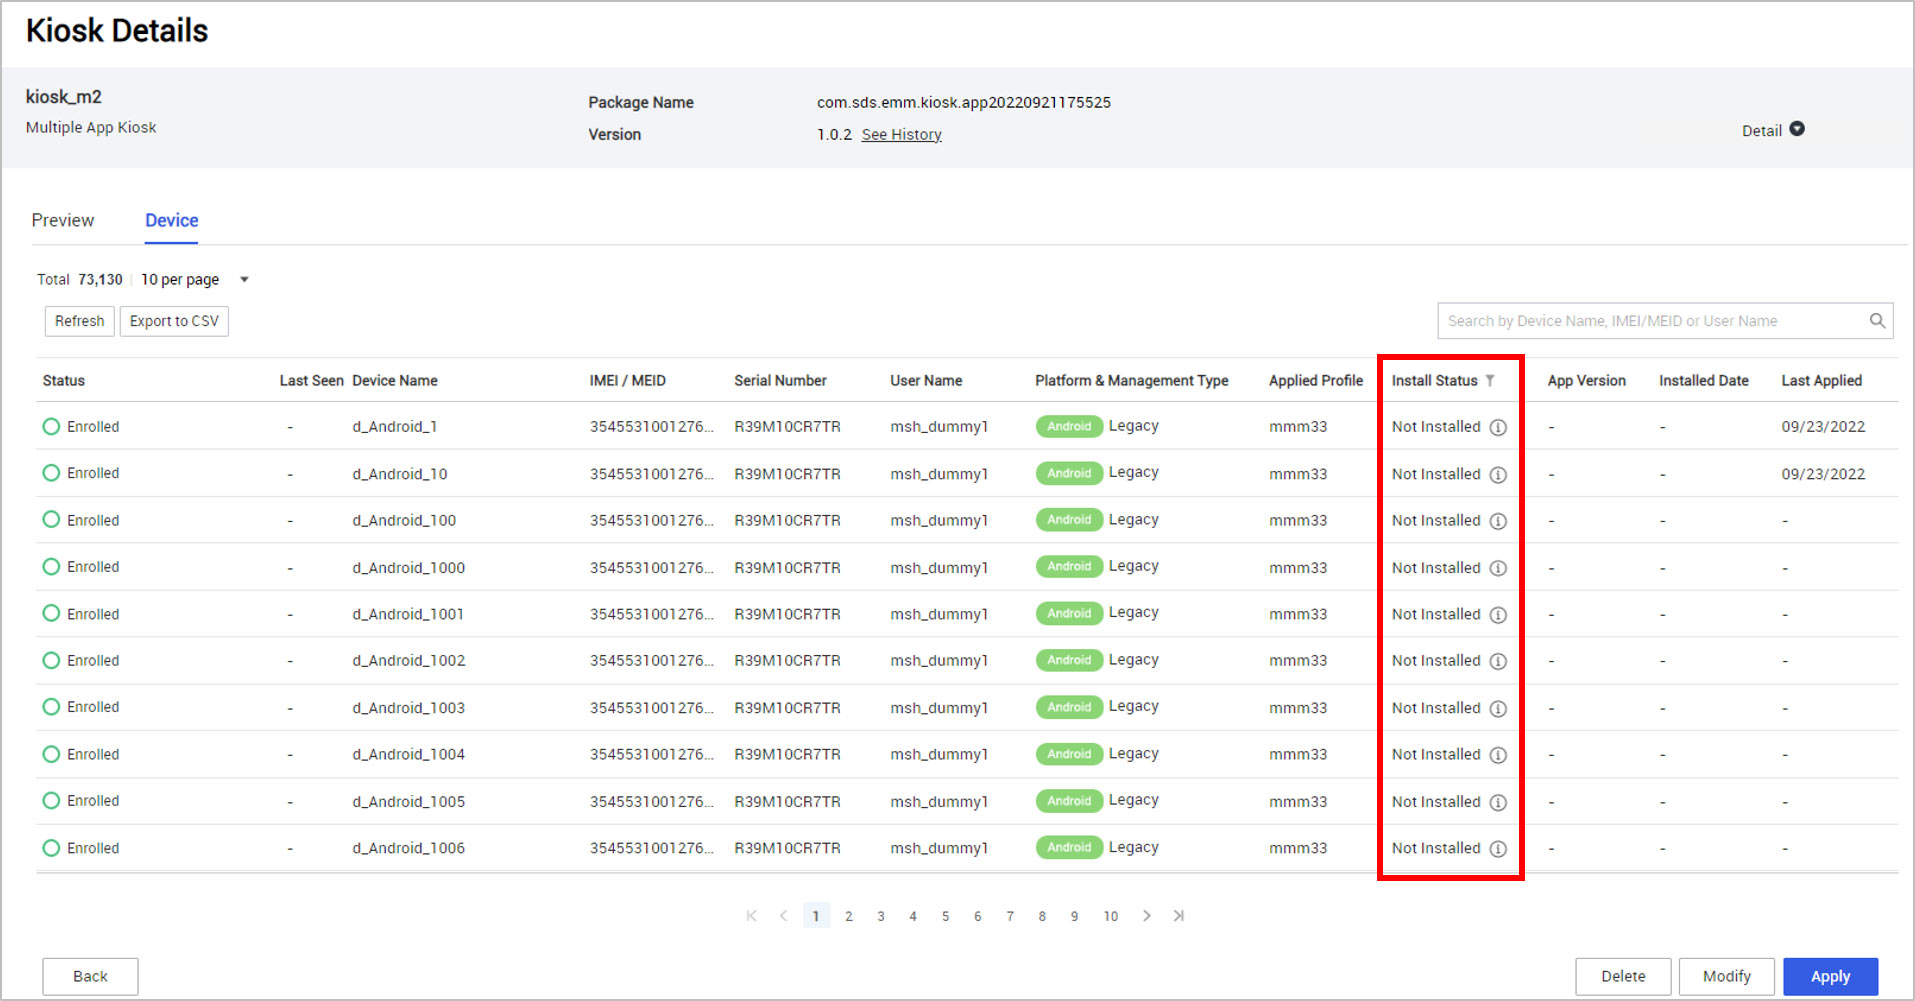 Kiosk Details
kiosk_m2
Multiple App Kiosk
Package Name com.sds.emm.kiosk.app20220921175525
Version 1.0.2 See History
Detail
Preview Device
Total 73,130 10 per page
Refresh Export to CSV Search by Device Name, IMEI/MEID or User Name
Status Last Seen Device Name IMEI / MEID Serial Number User Name Platform & Management Type Applied Profile Install Status App Version Installed Date Last Applied
Enrolled - d_Android_1 3545531001276... R39M10CR7TR msh_dummy1 Android Legacy mmm33 Not Installed - - 09/23/2022
Enrolled - d_Android_10 3545531001276... R39M10CR7TR msh_dummy1 Android Legacy mmm33 Not Installed - - 09/23/2022
Enrolled - d_Android_100 3545531001276... R39M10CR7TR msh_dummy1 Android Legacy mmm33 Not Installed - - -
Enrolled - d_Android_1000 3545531001276... R39M10CR7TR msh_dummy1 Android Legacy mmm33 Not Installed - - -
Enrolled - d_Android_1001 3545531001276... R39M10CR7TR msh_dummy1 Android Legacy mmm33 Not Installed - - -
Enrolled - d_Android_1002 3545531001276... R39M10CR7TR msh_dummy1 Android Legacy mmm33 Not Installed - - -
Enrolled - d_Android_1003 3545531001276... R39M10CR7TR msh_dummy1 Android Legacy mmm33 Not Installed - - -
Enrolled - d_Android_1004 3545531001276... R39M10CR7TR msh_dummy1 Android Legacy mmm33 Not Installed - - -
Enrolled - d_Android_1005 3545531001276... R39M10CR7TR msh_dummy1 Android Legacy mmm33 Not Installed - - -
Enrolled - d_Android_1006 3545531001276... R39M10CR7TR msh_dummy1 Android Legacy mmm33 Not Installed - - -
1 2 3 4 5 6 7 8 9 10
Back Delete Modify Apply